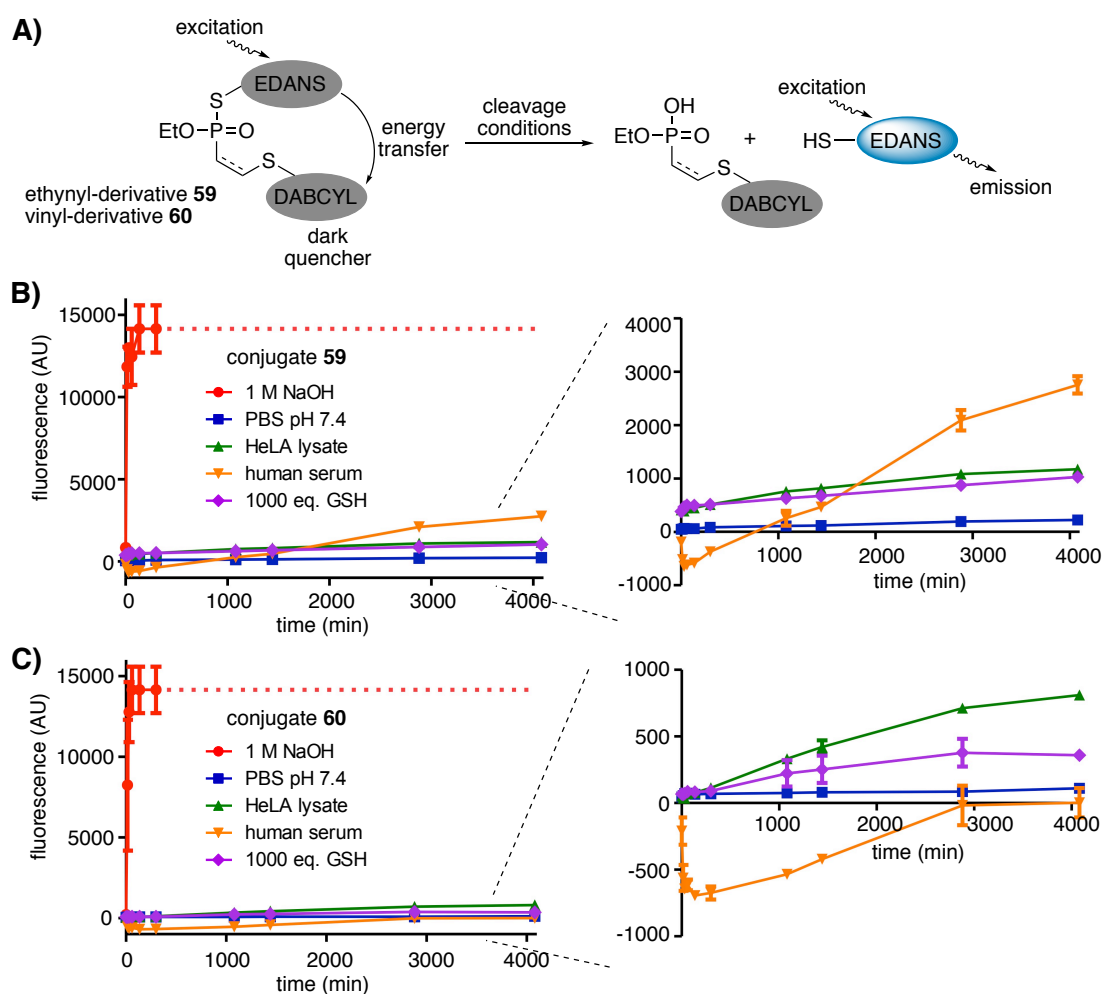 A)
excitation
EDANS
S
EtO-P=O
S
DABCYL
energy
transfer
dark
quencher
ethynyl-derivative 59
vinyl-derivative 60
cleavage
conditions
OH
EtO-P=O
S
DABCYL
+
excitation
HS
EDANS
emission
B)
fluorescence (AU)
15000
10000
5000
0
conjugate 59
1 M NaOH
PBS pH 7.4
HeLA lysate
human serum
1000 eq. GSH
0 1000 2000 3000 4000
time (min)
4000
3000
2000
1000
0
-1000
1000 2000 3000 4000
time (min)
C)
fluorescence (AU)
15000
10000
5000
0
conjugate 60
1 M NaOH
PBS pH 7.4
HeLA lysate
human serum
1000 eq. GSH
0 1000 2000 3000 4000
time (min)
1000
500
0
-500
-1000
1000 2000 3000 4000
time (min)